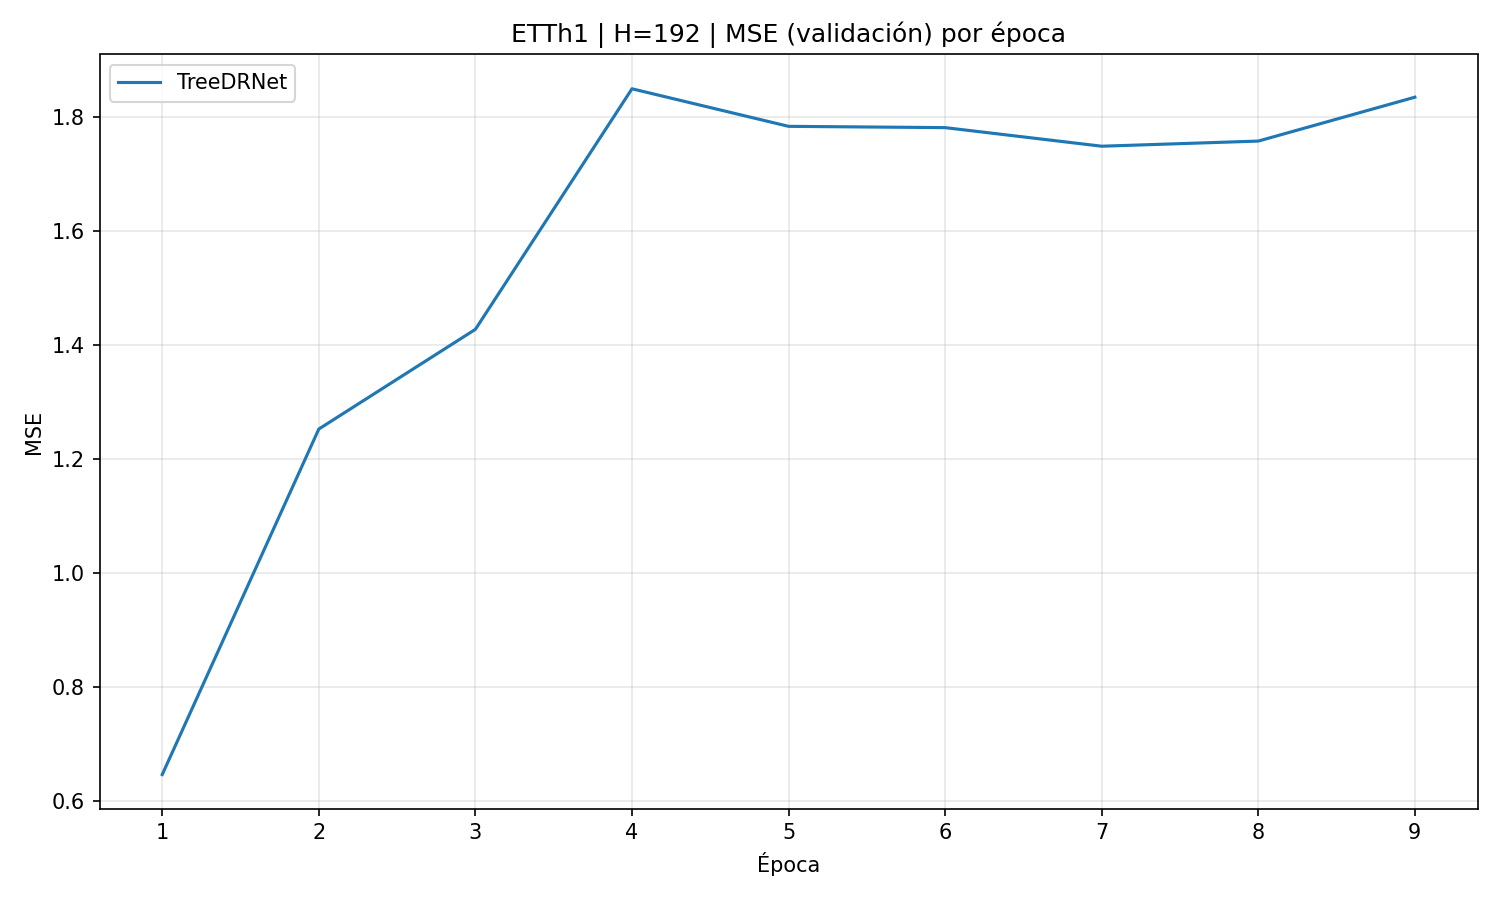 ETTh1 | H=192 | MSE (validación) por época
TreeDRNet
1.8
1.6
1.4
1.2
1.0
0.8
0.6
MSE
1 2 3 4 5 6 7 8 9
Época